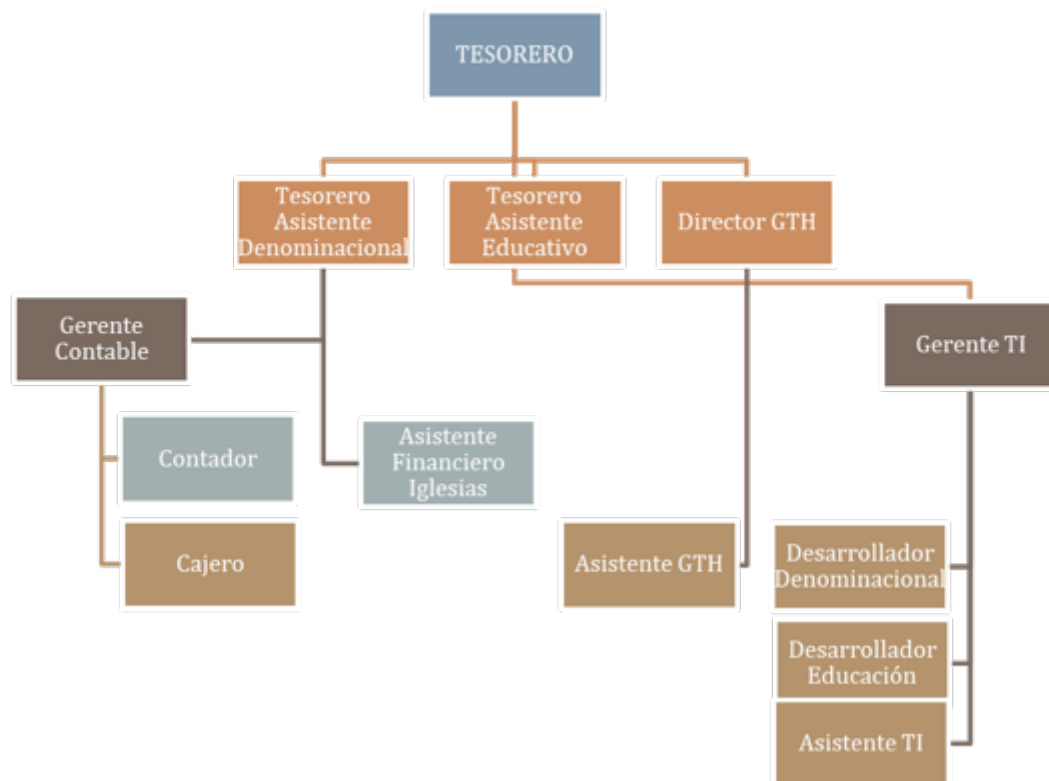 TESORERO
Tesorero
Asistente
Denominacional
Tesorero
Asistente
Educativo
Director GTH
Gerente
Contable
Gerente TI
Contador
Asistente
Financiero
Iglesias
Cajero
Asistente GTH
Desarrollador
Denominacional
Desarrollador
Educación
Asistente TI